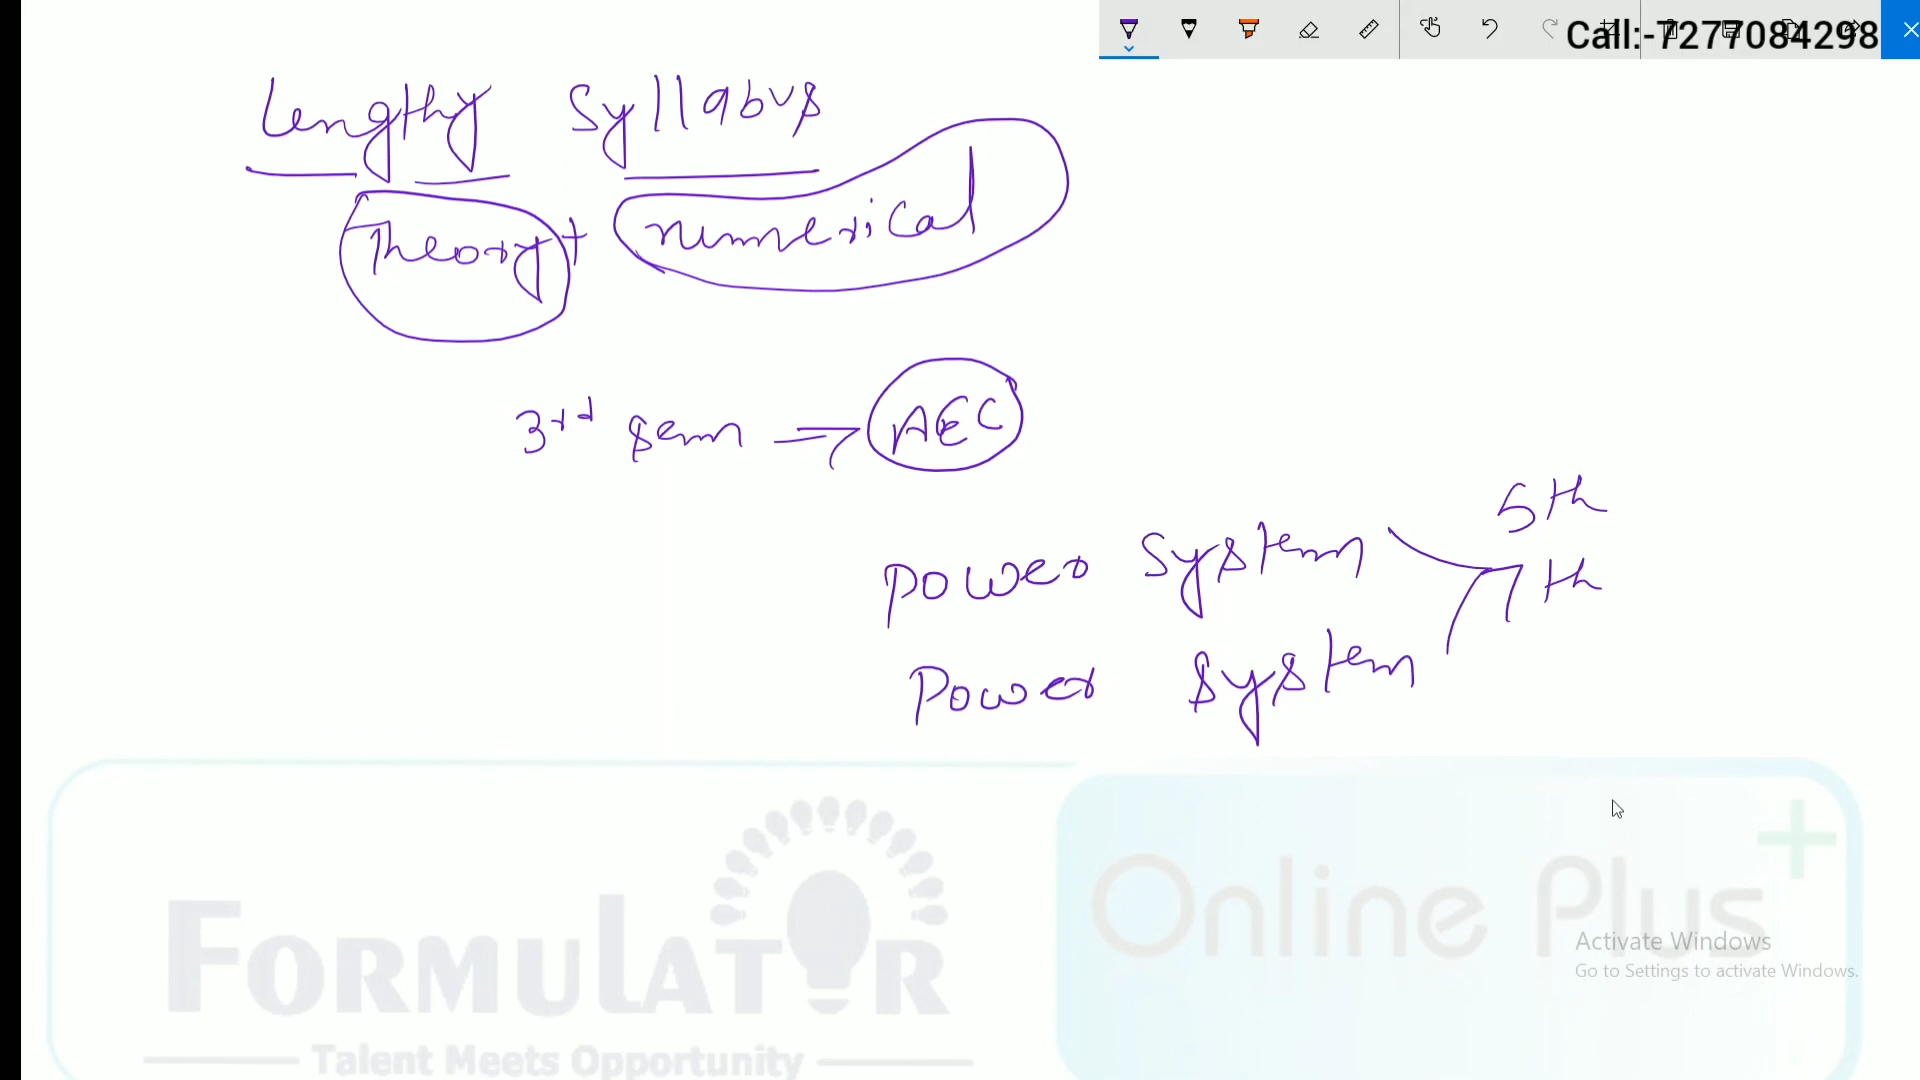 Call:-7277084298
Lengthy Syllabus
Theory + numerical
3rd sem → AEC
5th
Power System
th
Power System
FORMULATOR
Talent Meets Opportunity
Online Plus+
Activate Windows
Go to Settings to activate Windows.